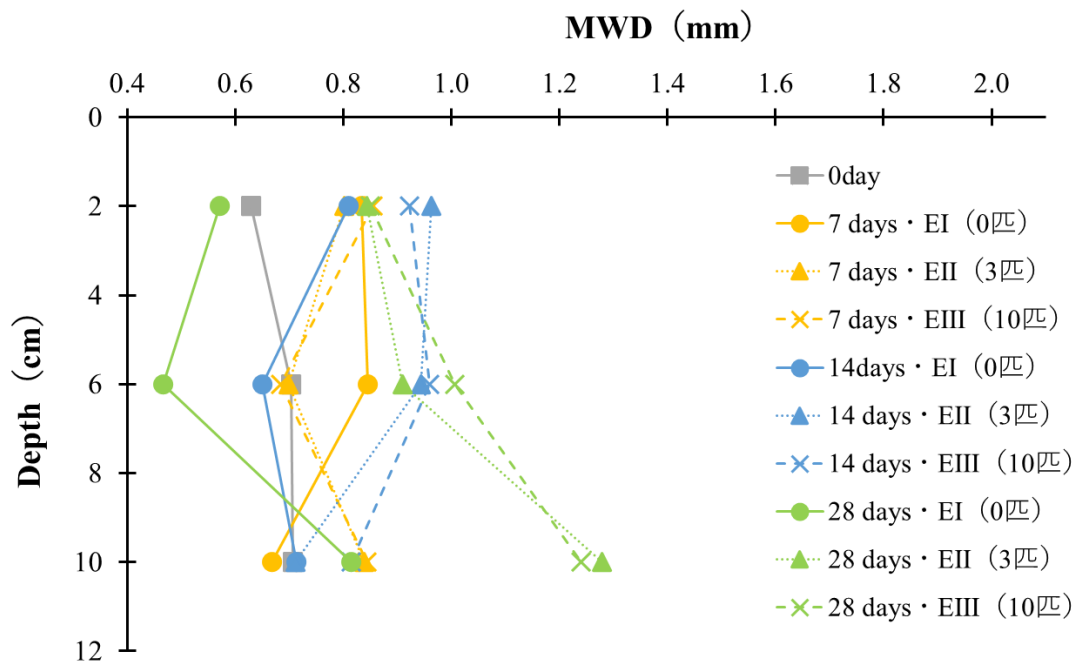 MWD（mm）
0.4 0.6 0.8 1.0 1.2 1.4 1.6 1.8 2.0
0
2
4
6
8
10
12
Depth（cm）
0day
7 days・EI（0匹）
7 days・EII（3匹）
7 days・EIII（10匹）
14days・EI（0匹）
14 days・EII（3匹）
14 days・EIII（10匹）
28 days・EI（0匹）
28 days・EII（3匹）
28 days・EIII（10匹）